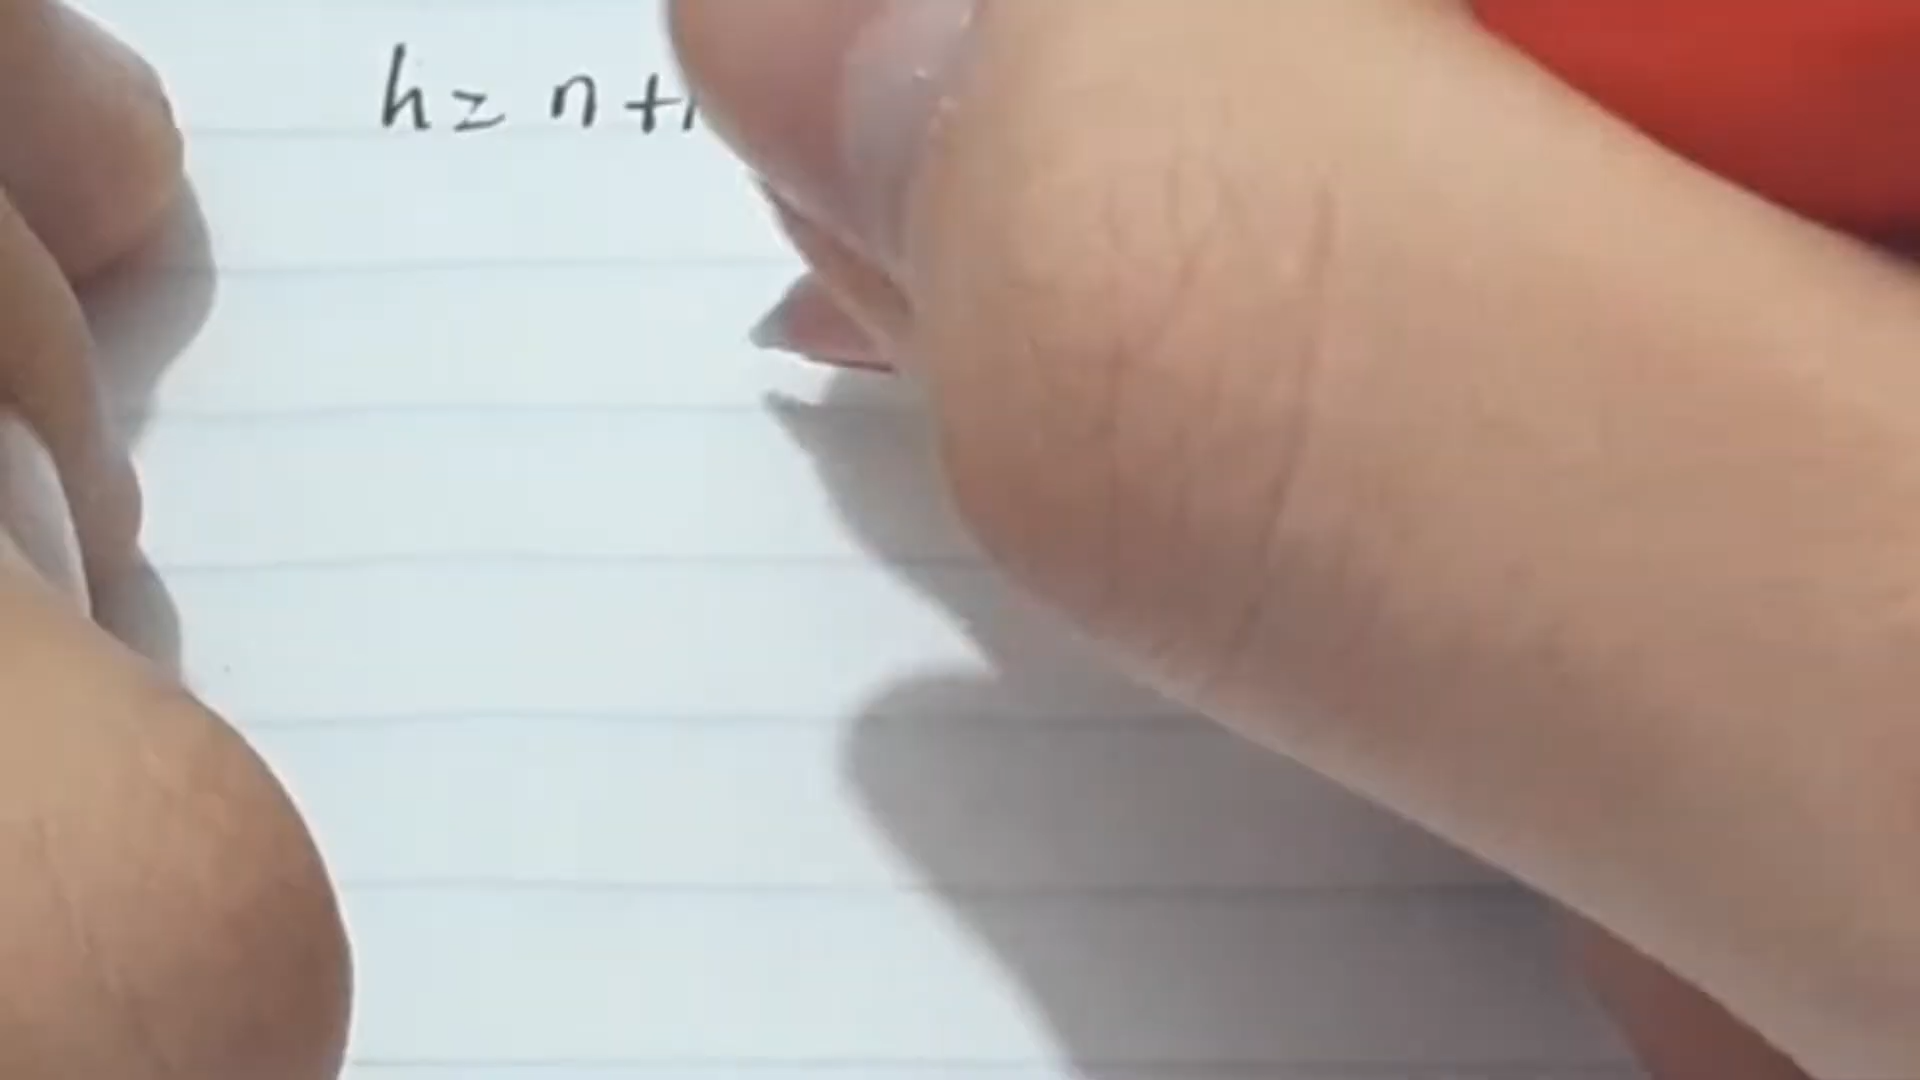 h = n +